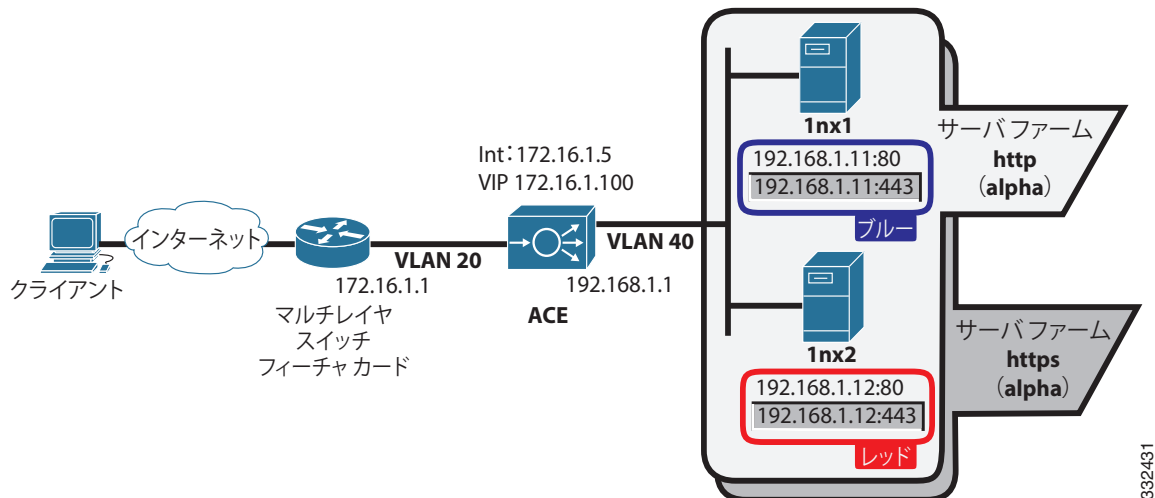 クライアント
インターネット
172.16.1.1
マルチレイヤ
スイッチ
フィーチャ カード
VLAN 20
Int：172.16.1.5
VIP 172.16.1.100
ACE
VLAN 40
192.168.1.1
1nx1
192.168.1.11:80
192.168.1.11:443
ブルー
1nx2
192.168.1.12:80
192.168.1.12:443
レッド
サーバ ファーム
http
（alpha）
サーバ ファーム
https
（alpha）
332431